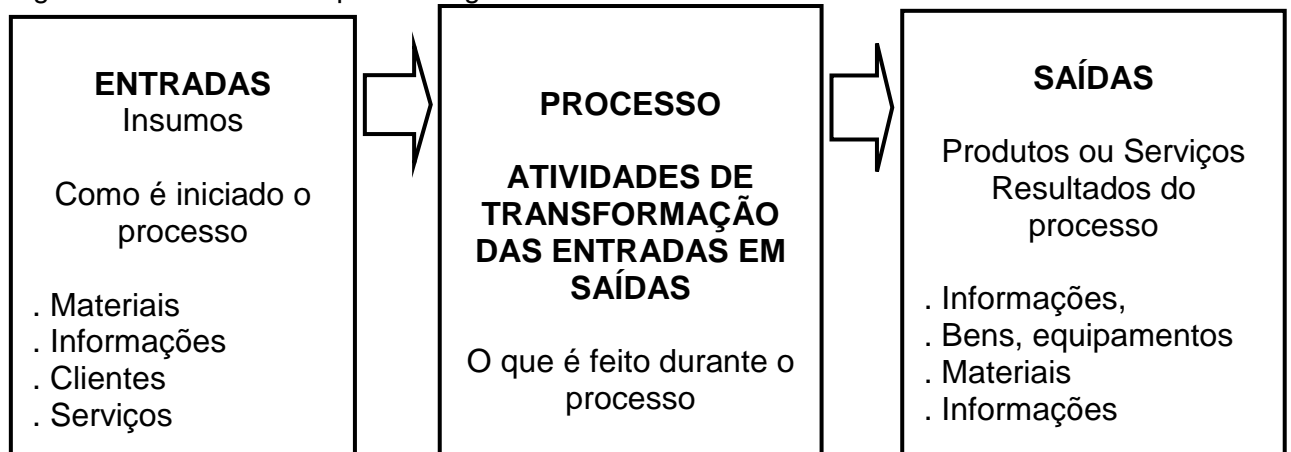 ENTRADAS
Insumos
Como é iniciado o
processo
. Materiais
. Informações
. Clientes
. Serviços
PROCESSO
ATIVIDADES DE
TRANSFORMAÇÃO
DAS ENTRADAS EM
SAÍDAS
O que é feito durante o
processo
SAÍDAS
Produtos ou Serviços
Resultados do
processo
. Informações,
. Bens, equipamentos
. Materiais
. Informações